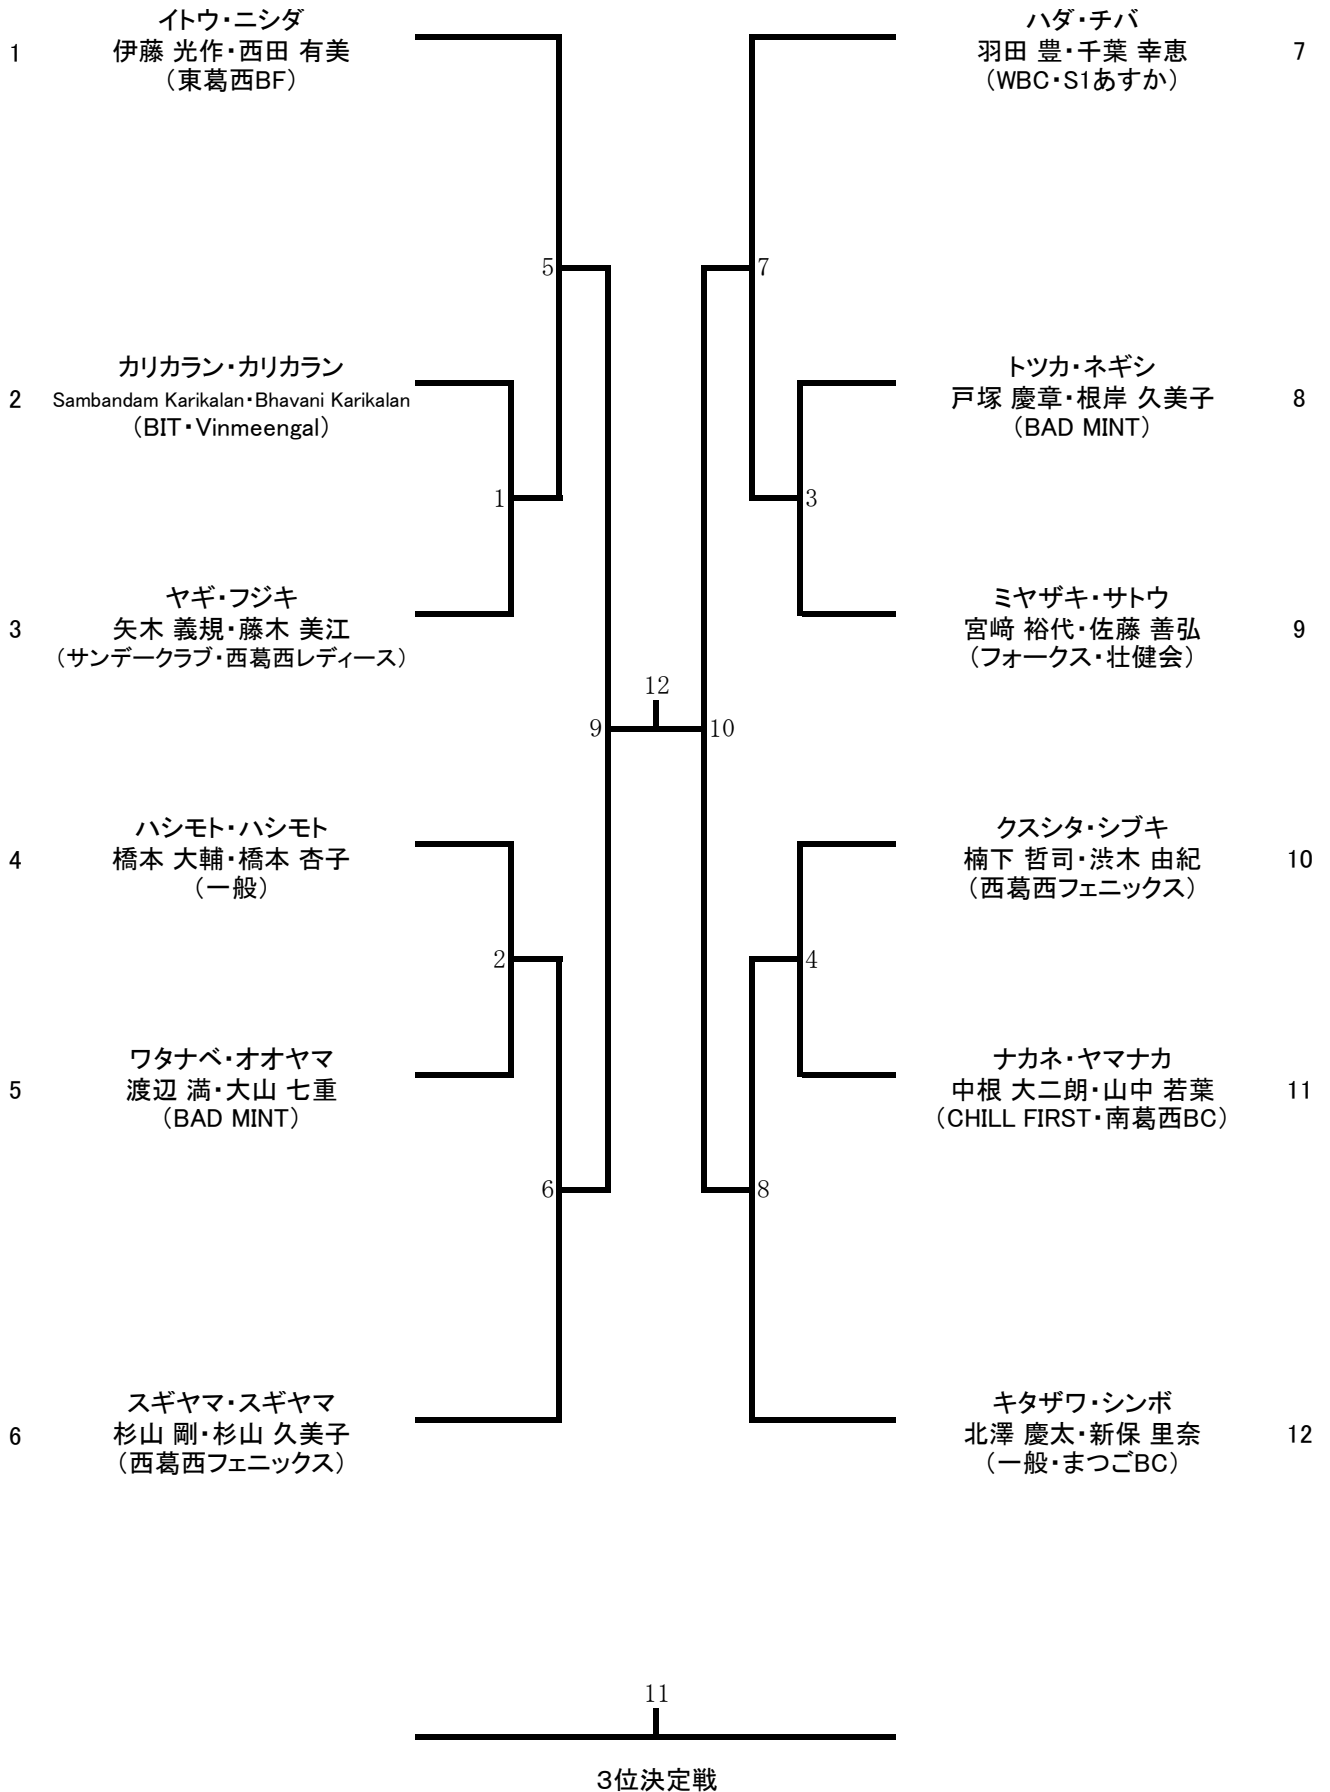 イトウ・ニシダ
1 伊藤 光作・西田 有美
（東葛西BF）
カリカラン・カリカラン
2 Sambandam Karikalan・Bhavani Karikalan
（BIT・Vinmeengal）
ヤギ・フジキ
3 矢木 義規・藤木 美江
（サンデークラブ・西葛西レディース）
ハシモト・ハシモト
4 橋本 大輔・橋本 杏子
（一般）
ワタナベ・オオヤマ
5 渡辺 満・大山 七重
（BAD MINT）
スギヤマ・スギヤマ
6 杉山 剛・杉山 久美子
（西葛西フェニックス）
5
1
9
2
6
12
7
3
10
4
8
ハダ・チバ
羽田 豊・千葉 幸恵 7
（WBC・S1あすか）
トツカ・ネギシ
戸塚 慶章・根岸 久美子 8
（BAD MINT）
ミヤザキ・サトウ
宮﨑 裕代・佐藤 善弘 9
（フォークス・壮健会）
クスシタ・シブキ
楠下 哲司・渋木 由紀 10
（西葛西フェニックス）
ナカネ・ヤマナカ
中根 大二朗・山中 若葉 11
（CHILL FIRST・南葛西BC）
キタザワ・シンボ
北澤 慶太・新保 里奈 12
（一般・まつごBC）
11
３位決定戦